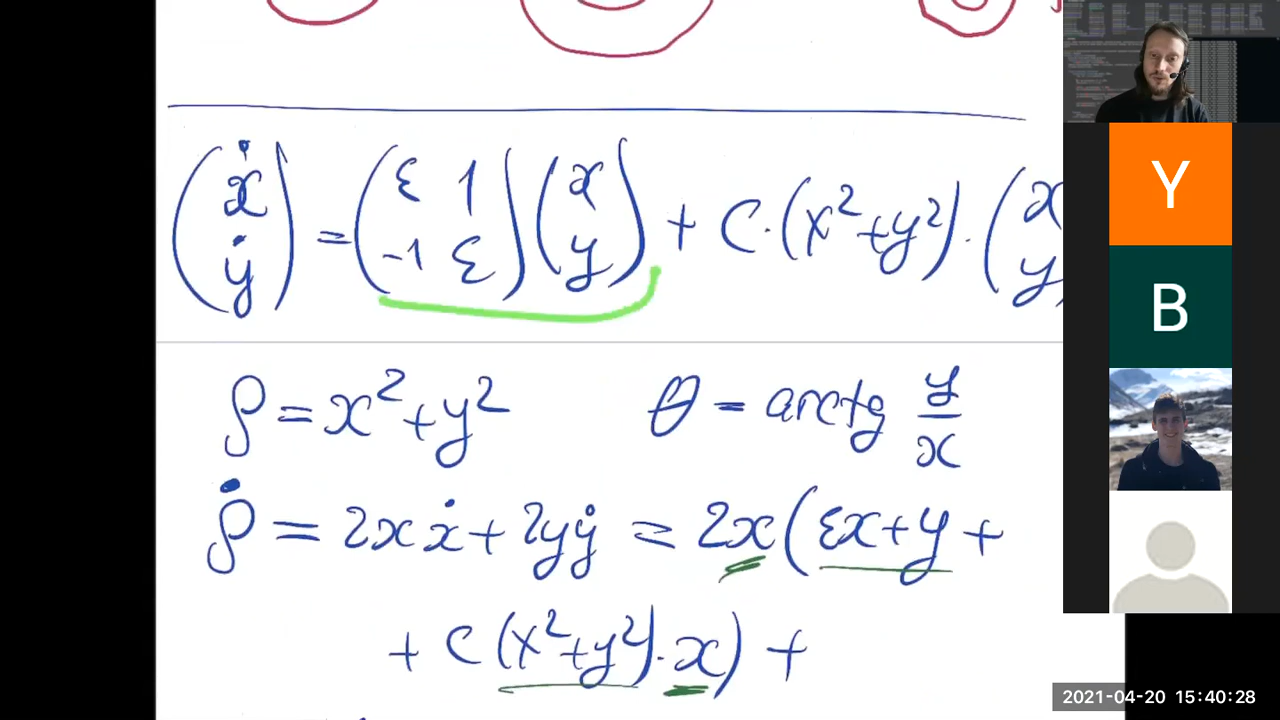 (ẋ ẏ) = (ε 1 -1 ε)(x y) + C·(x²+y²)·(x y
ρ = x² + y² θ = arctg y/x
ρ̇ = 2xẋ + 2yẏ = 2x(εx+y+
+ C(x²+y²)·x) +
Y
B
2021-04-20 15:40:28